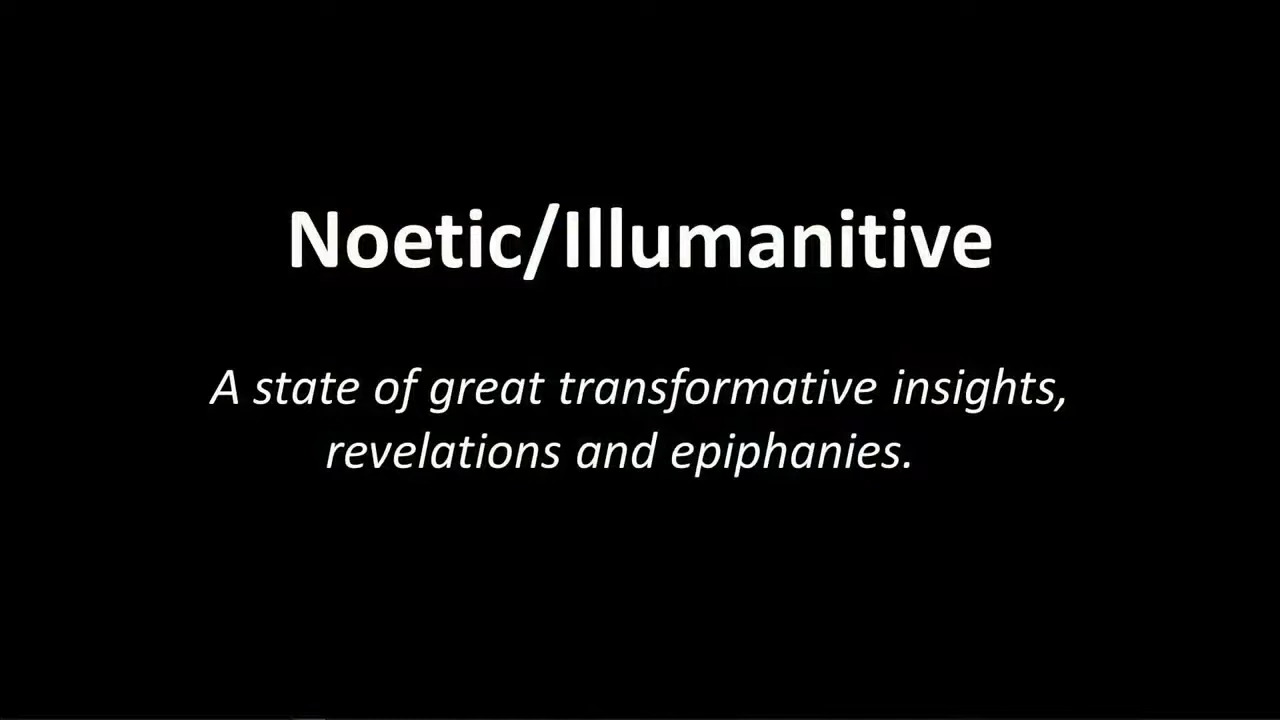 Noetic/Illumanitive
A state of great transformative insights,
revelations and epiphanies.